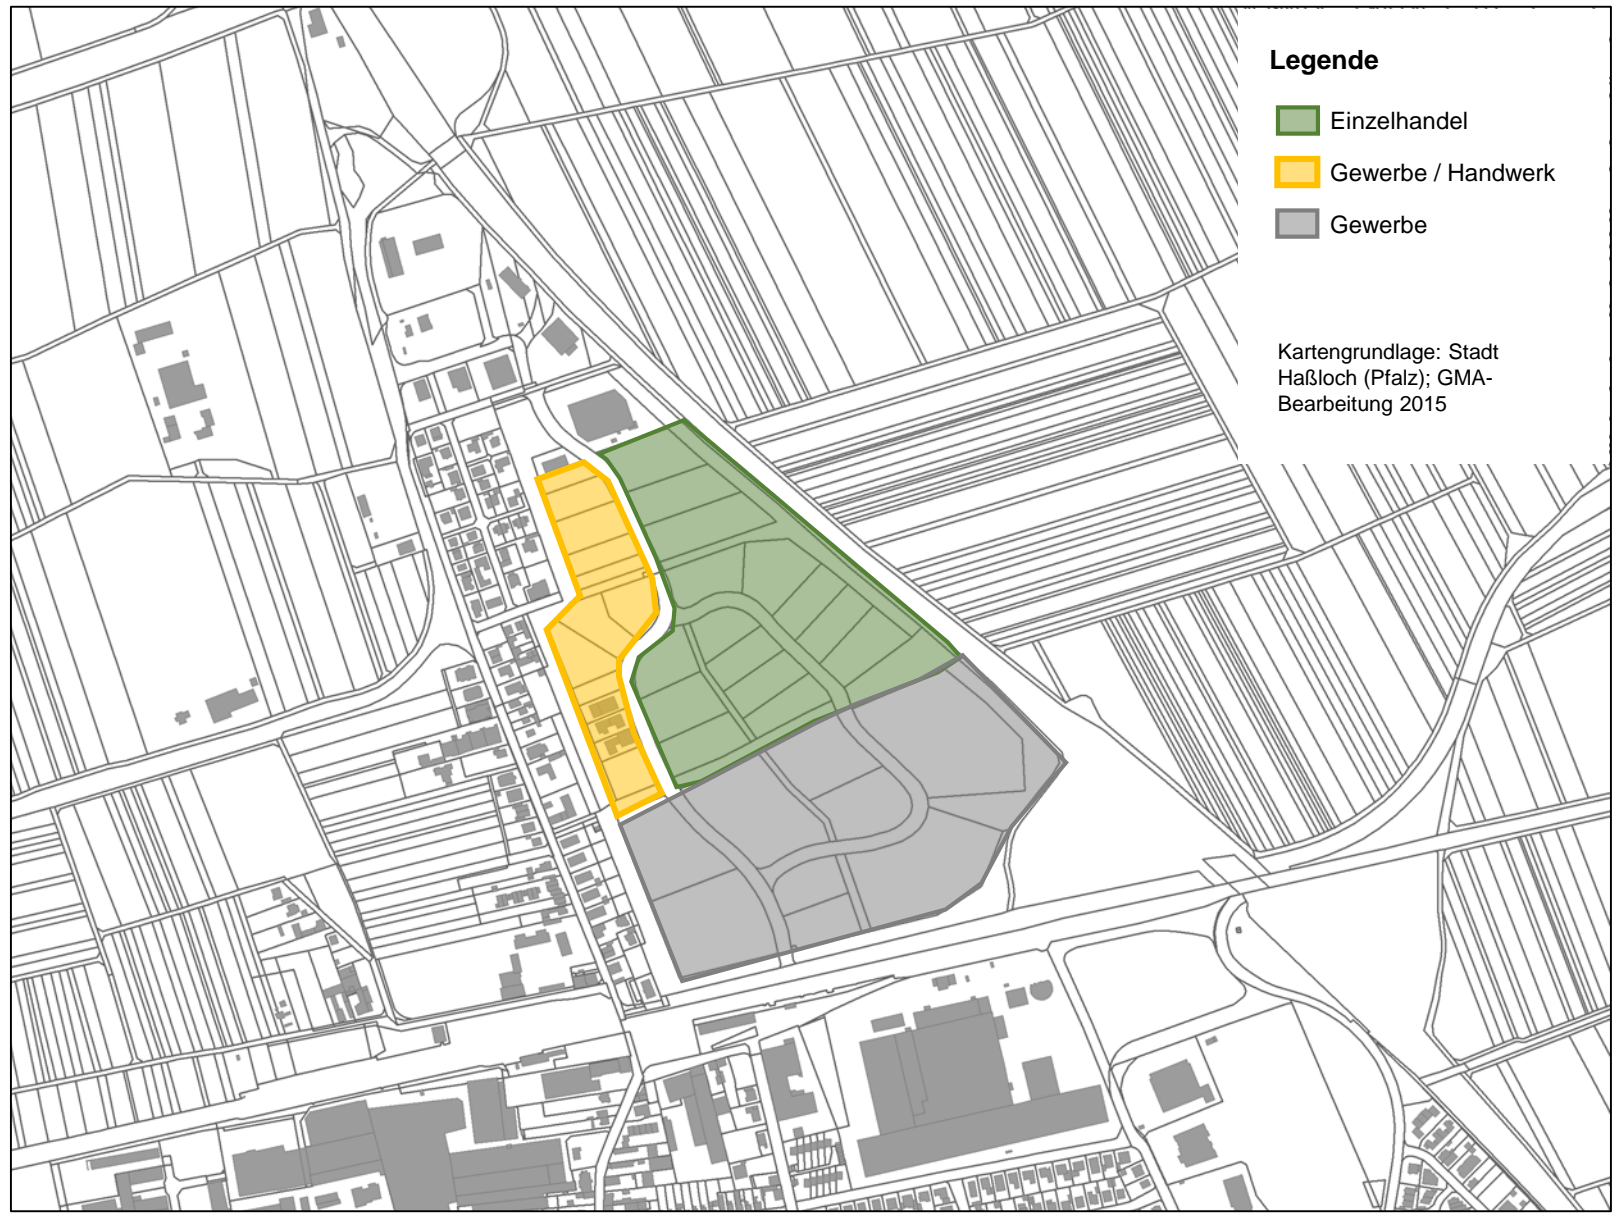 Legende
Einzelhandel
Gewerbe / Handwerk
Gewerbe
Kartengrundlage: Stadt
Haßloch (Pfalz); GMA-
Bearbeitung 2015